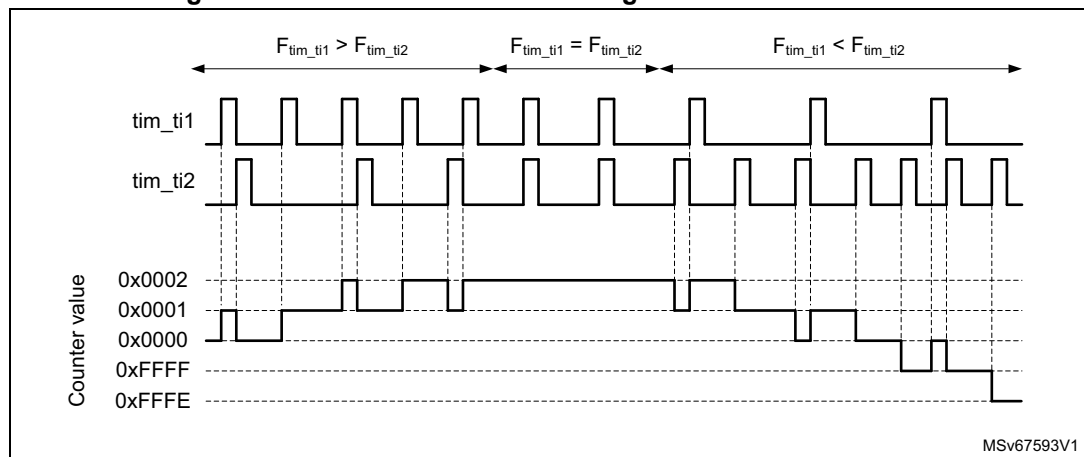 F_tim_ti1 > F_tim_ti2 F_tim_ti1 = F_tim_ti2 F_tim_ti1 < F_tim_ti2
tim_ti1
tim_ti2
Counter value
0x0002
0x0001
0x0000
0xFFFF
0xFFFE
MSv67593V1